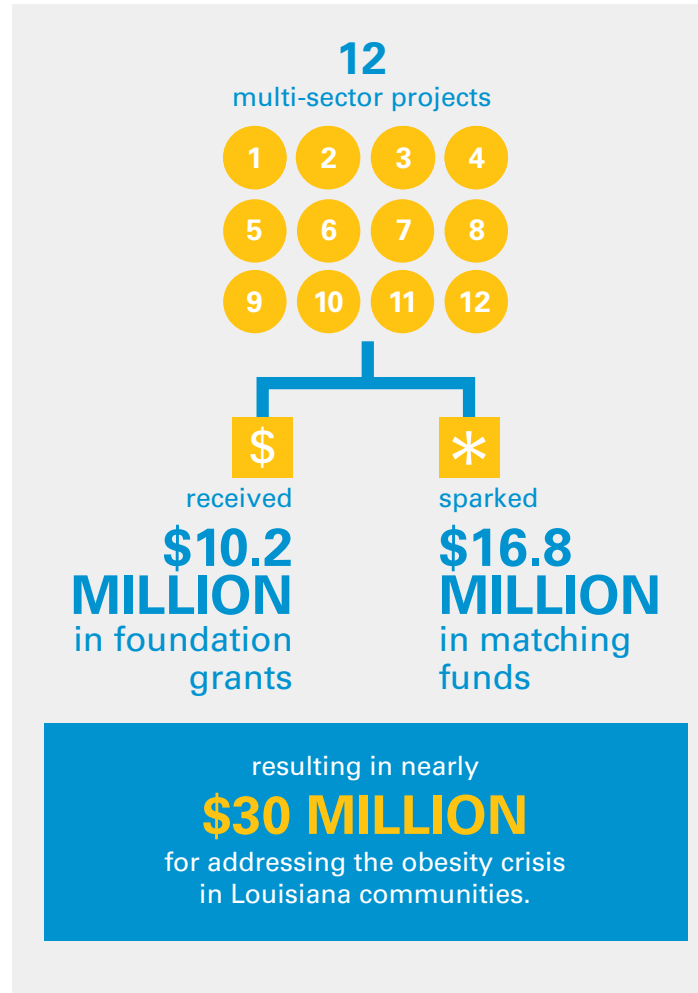 12
multi-sector projects
1 2 3 4
5 6 7 8
9 10 11 12
$
received
$10.2
MILLION
in foundation
grants
*
sparked
$16.8
MILLION
in matching
funds
resulting in nearly
$30 MILLION
for addressing the obesity crisis
in Louisiana communities.